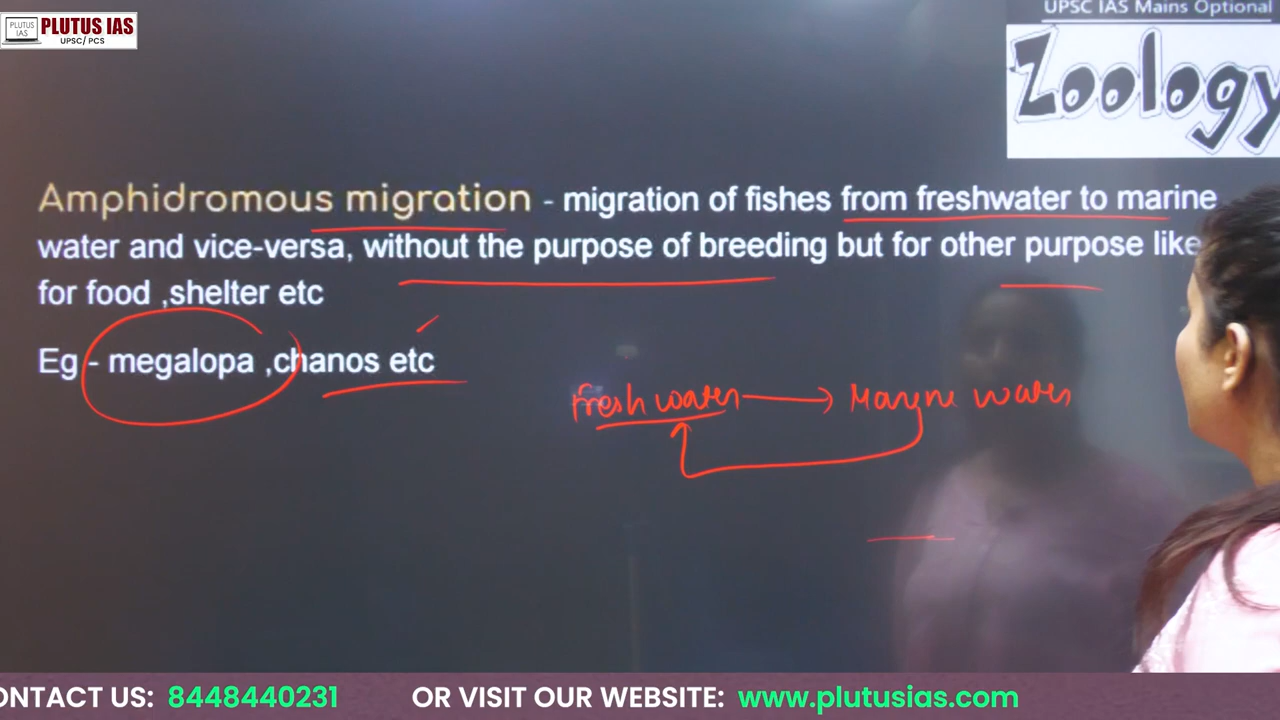 PLUTUS IAS
PLUTUS IAS
UPSC/ PCS
UPSC IAS Mains Optional
Zoology
Amphidromous migration - migration of fishes from freshwater to marine
water and vice-versa, without the purpose of breeding but for other purpose like
for food ,shelter etc
Eg - megalopa ,chanos etc
fresh water → Marine water
ONTACT US: 8448440231 OR VISIT OUR WEBSITE: www.plutusias.com